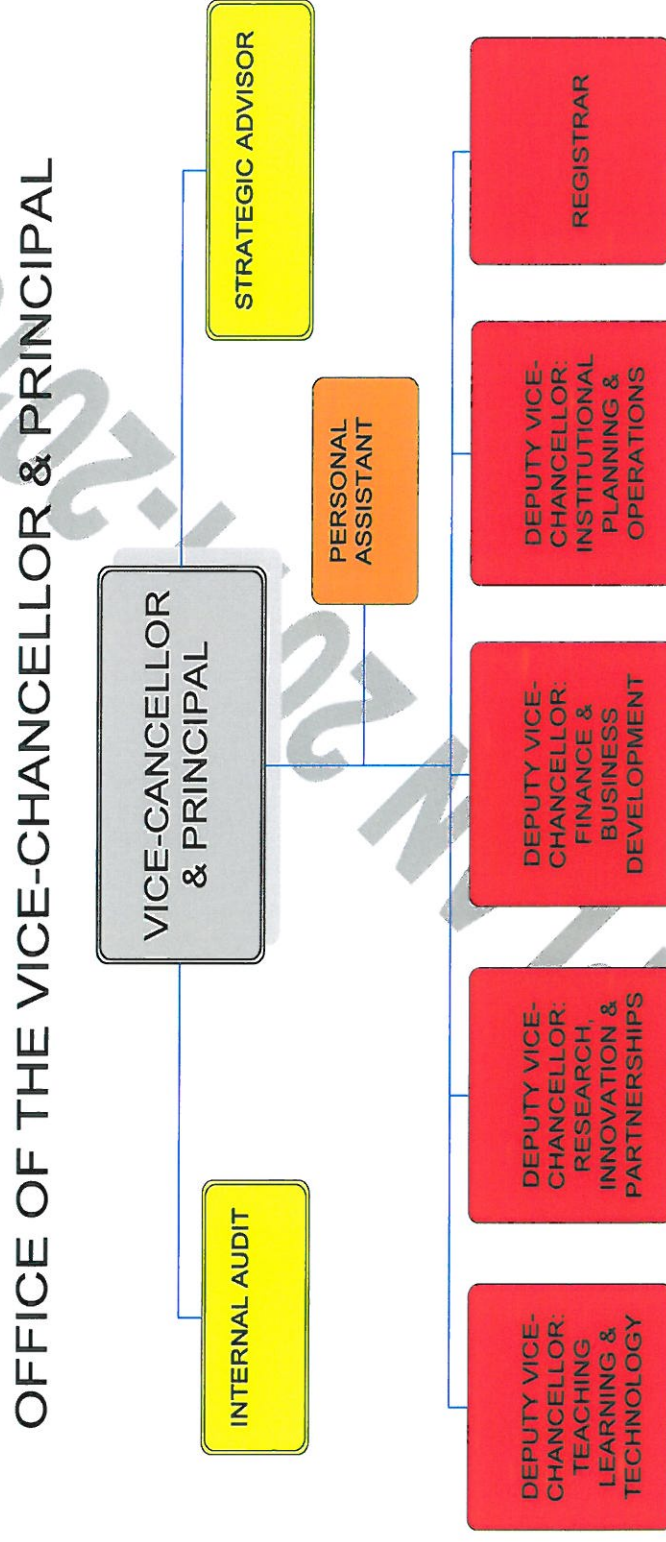 OFFICE OF THE VICE-CHANCELLOR & PRINCIPAL
VICE-CANCELLOR
& PRINCIPAL
INTERNAL AUDIT
STRATEGIC ADVISOR
PERSONAL
ASSISTANT
DEPUTY VICE-
CHANCELLOR:
TEACHING
LEARNING &
TECHNOLOGY
DEPUTY VICE-
CHANCELLOR:
RESEARCH,
INNOVATION &
PARTNERSHIPS
DEPUTY VICE-
CHANCELLOR:
FINANCE &
BUSINESS
DEVELOPMENT
DEPUTY VICE-
CHANCELLOR:
INSTITUTIONAL
PLANNING &
OPERATIONS
REGISTRAR